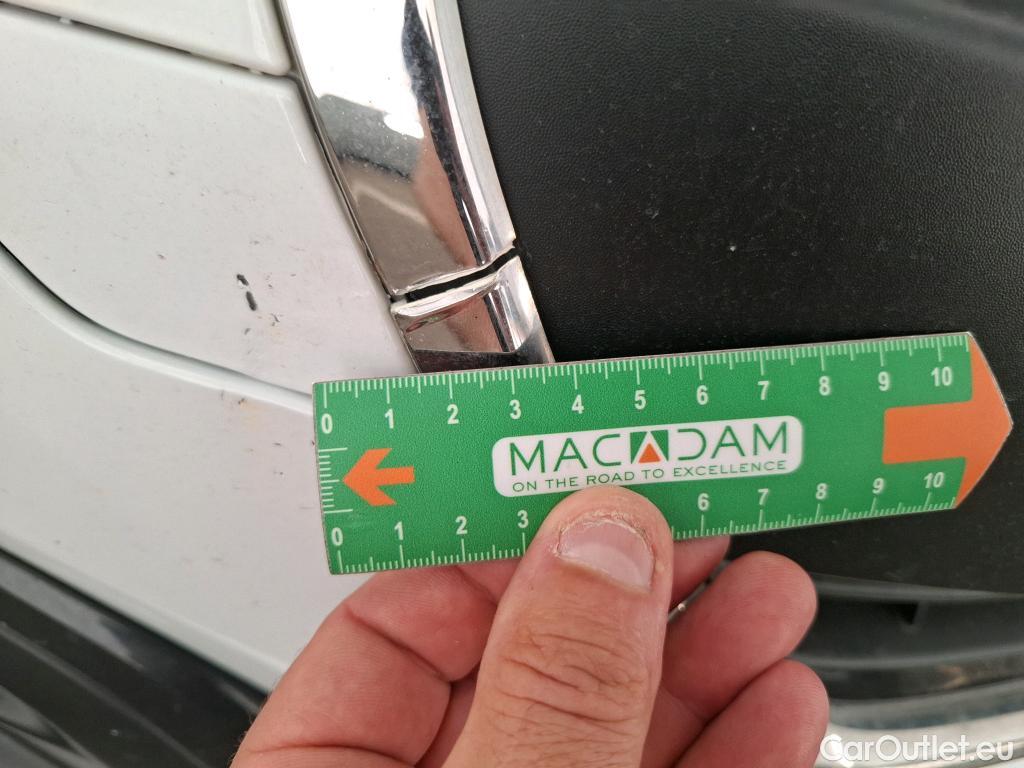 0 1 2 3 4 5 6 7 8 9 10
MACADAM
ON THE ROAD TO EXCELLENCE
0 1 2 3 6 7 8 9 10
CarOutlet.eu